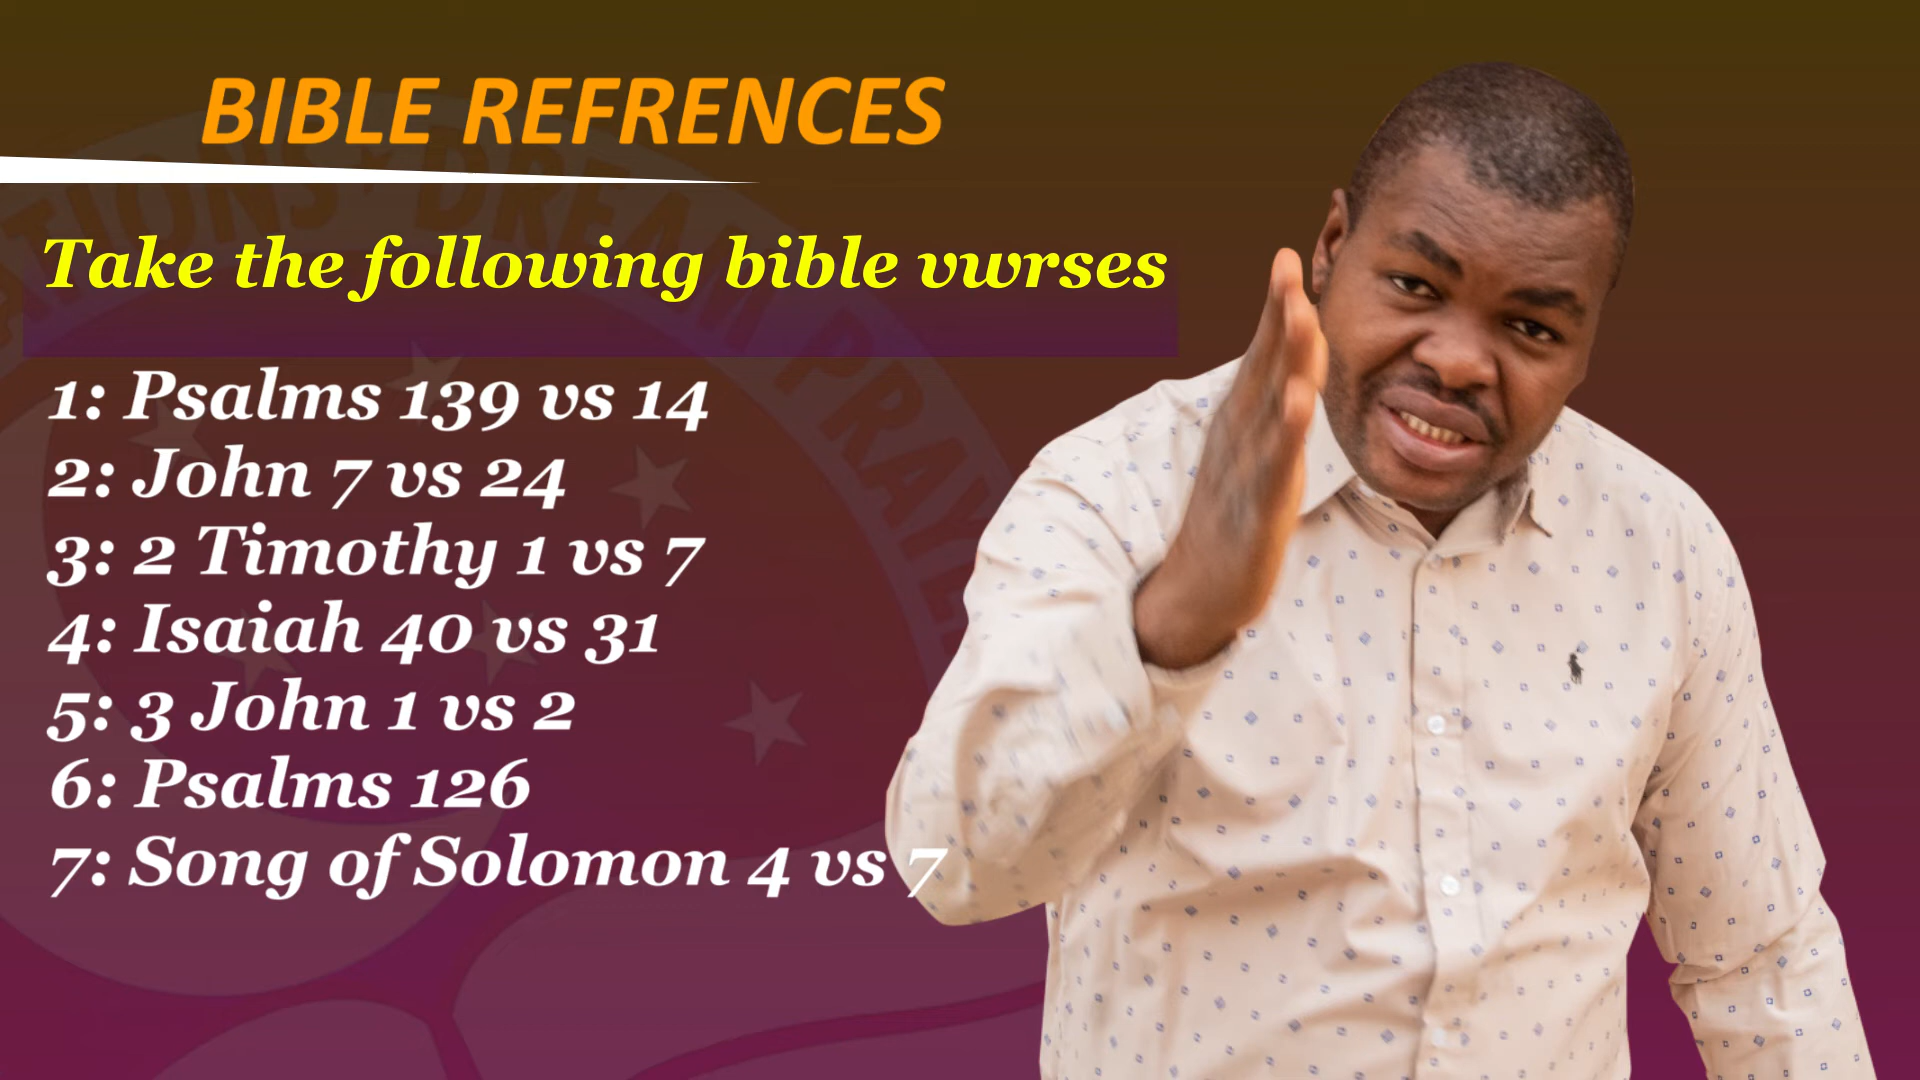 BIBLE REFRENCES
Take the following bible vwrses
1: Psalms 139 vs 14
2: John 7 vs 24
3: 2 Timothy 1 vs 7
4: Isaiah 40 vs 31
5: 3 John 1 vs 2
6: Psalms 126
7: Song of Solomon 4 vs 7